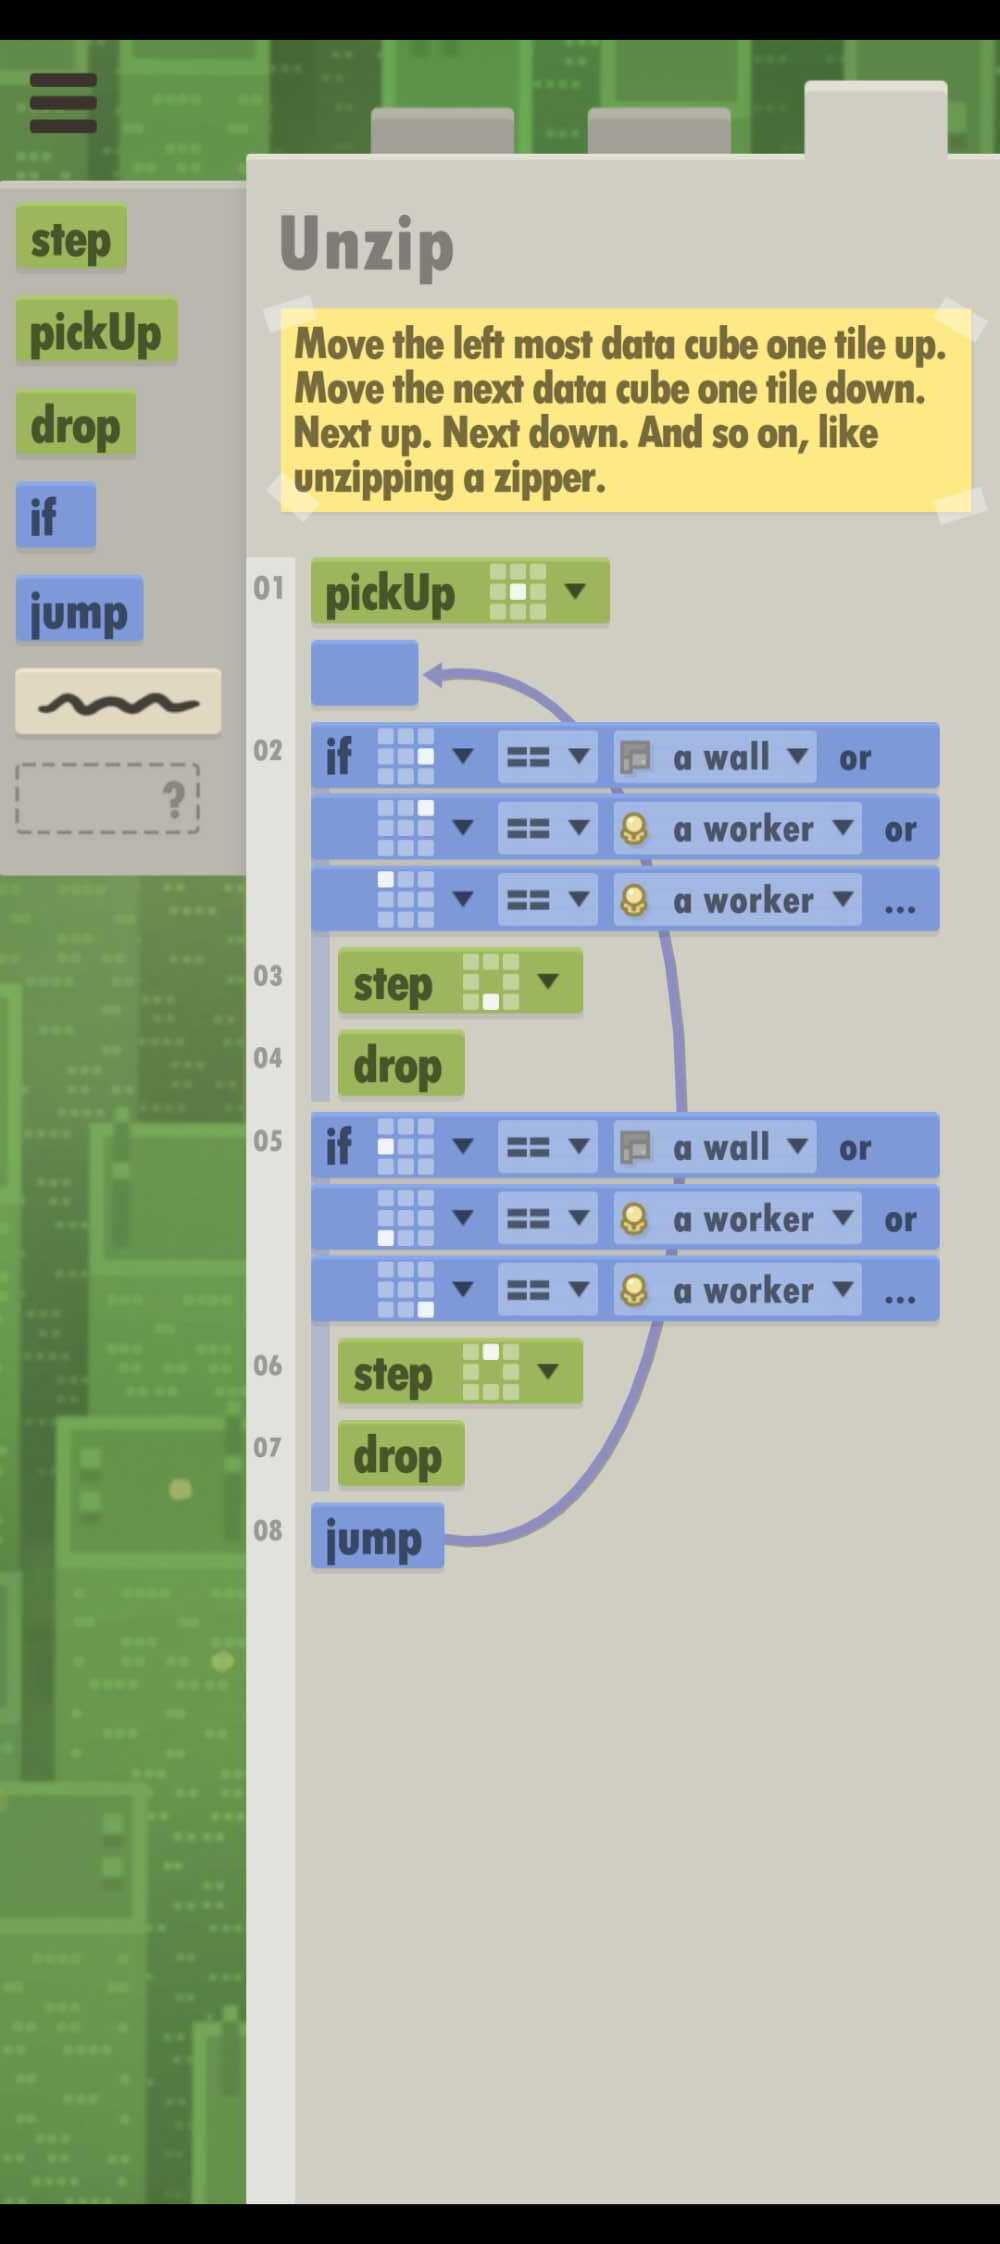 step
pickUp
drop
if
jump
?
Unzip
Move the left most data cube one tile up.
Move the next data cube one tile down.
Next up. Next down. And so on, like
unzipping a zipper.
01 pickUp
02 if == a wall or
== a worker or
== a worker ...
03 step
04 drop
05 if == a wall or
== a worker or
== a worker ...
06 step
07 drop
08 jump